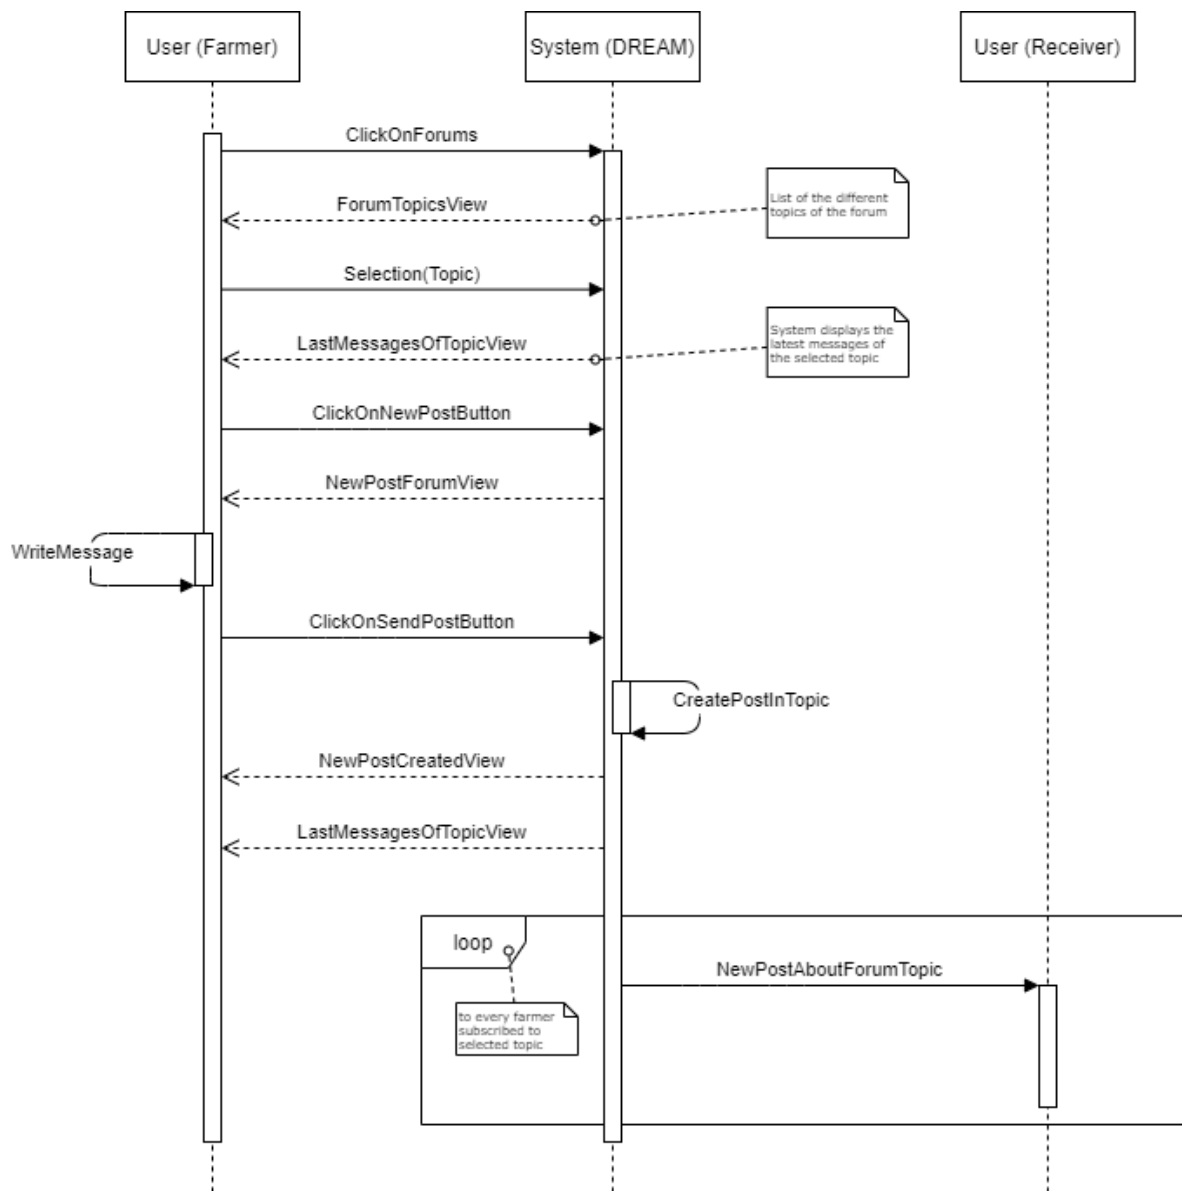 User (Farmer)
System (DREAM)
User (Receiver)
ClickOnForums
ForumTopicsView
List of the different
topics of the forum
Selection(Topic)
LastMessagesOfTopicView
System displays the
latest messages of
the selected topic
ClickOnNewPostButton
NewPostForumView
WriteMessage
ClickOnSendPostButton
CreatePostInTopic
NewPostCreatedView
LastMessagesOfTopicView
loop
NewPostAboutForumTopic
to every farmer
subscribed to
selected topic